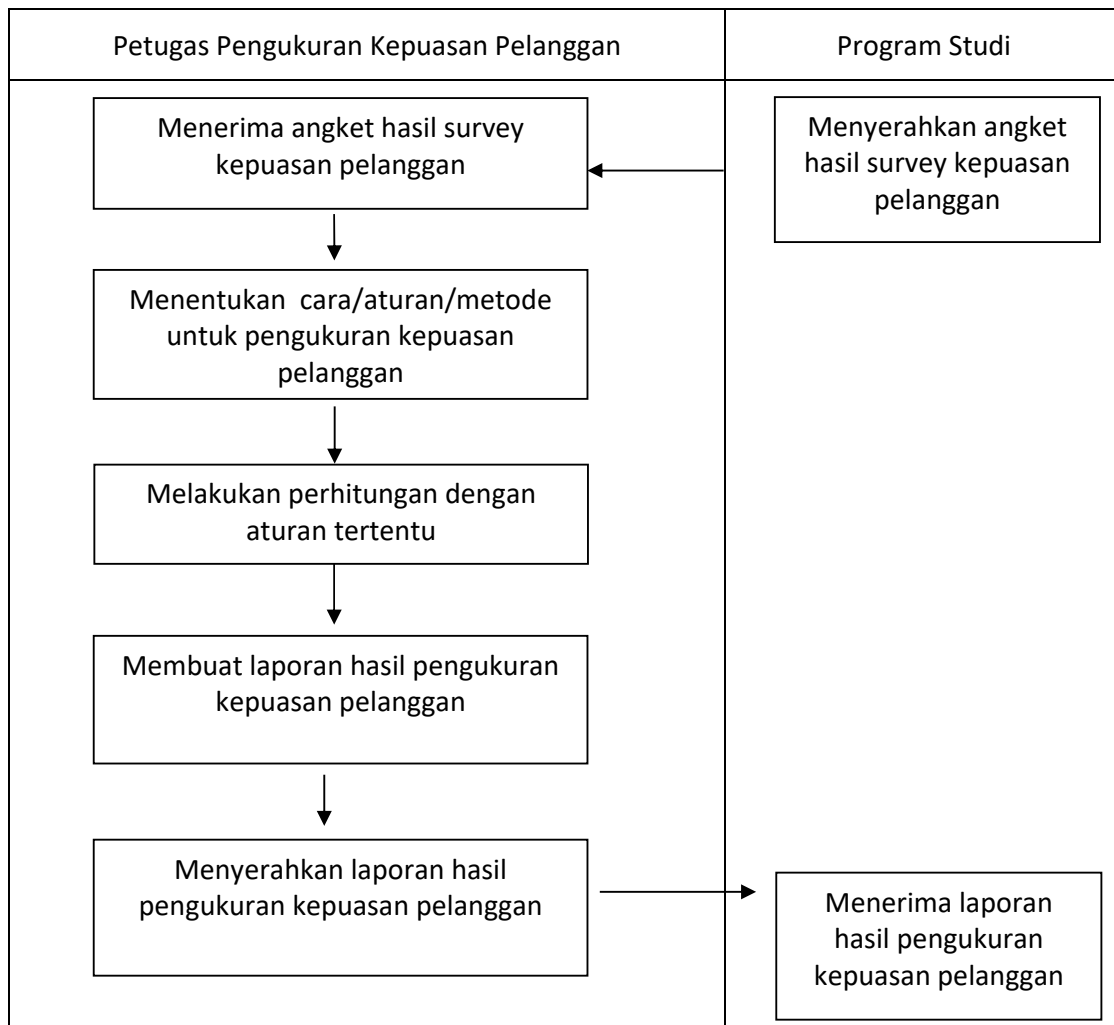 Petugas Pengukuran Kepuasan Pelanggan
Program Studi
Menerima angket hasil survey
kepuasan pelanggan
Menyerahkan angket
hasil survey kepuasan
pelanggan
Menentukan  cara/aturan/metode
untuk pengukuran kepuasan
pelanggan
Melakukan perhitungan dengan
aturan tertentu
Membuat laporan hasil pengukuran
kepuasan pelanggan
Menyerahkan laporan hasil
pengukuran kepuasan pelanggan
Menerima laporan
hasil pengukuran
kepuasan pelanggan